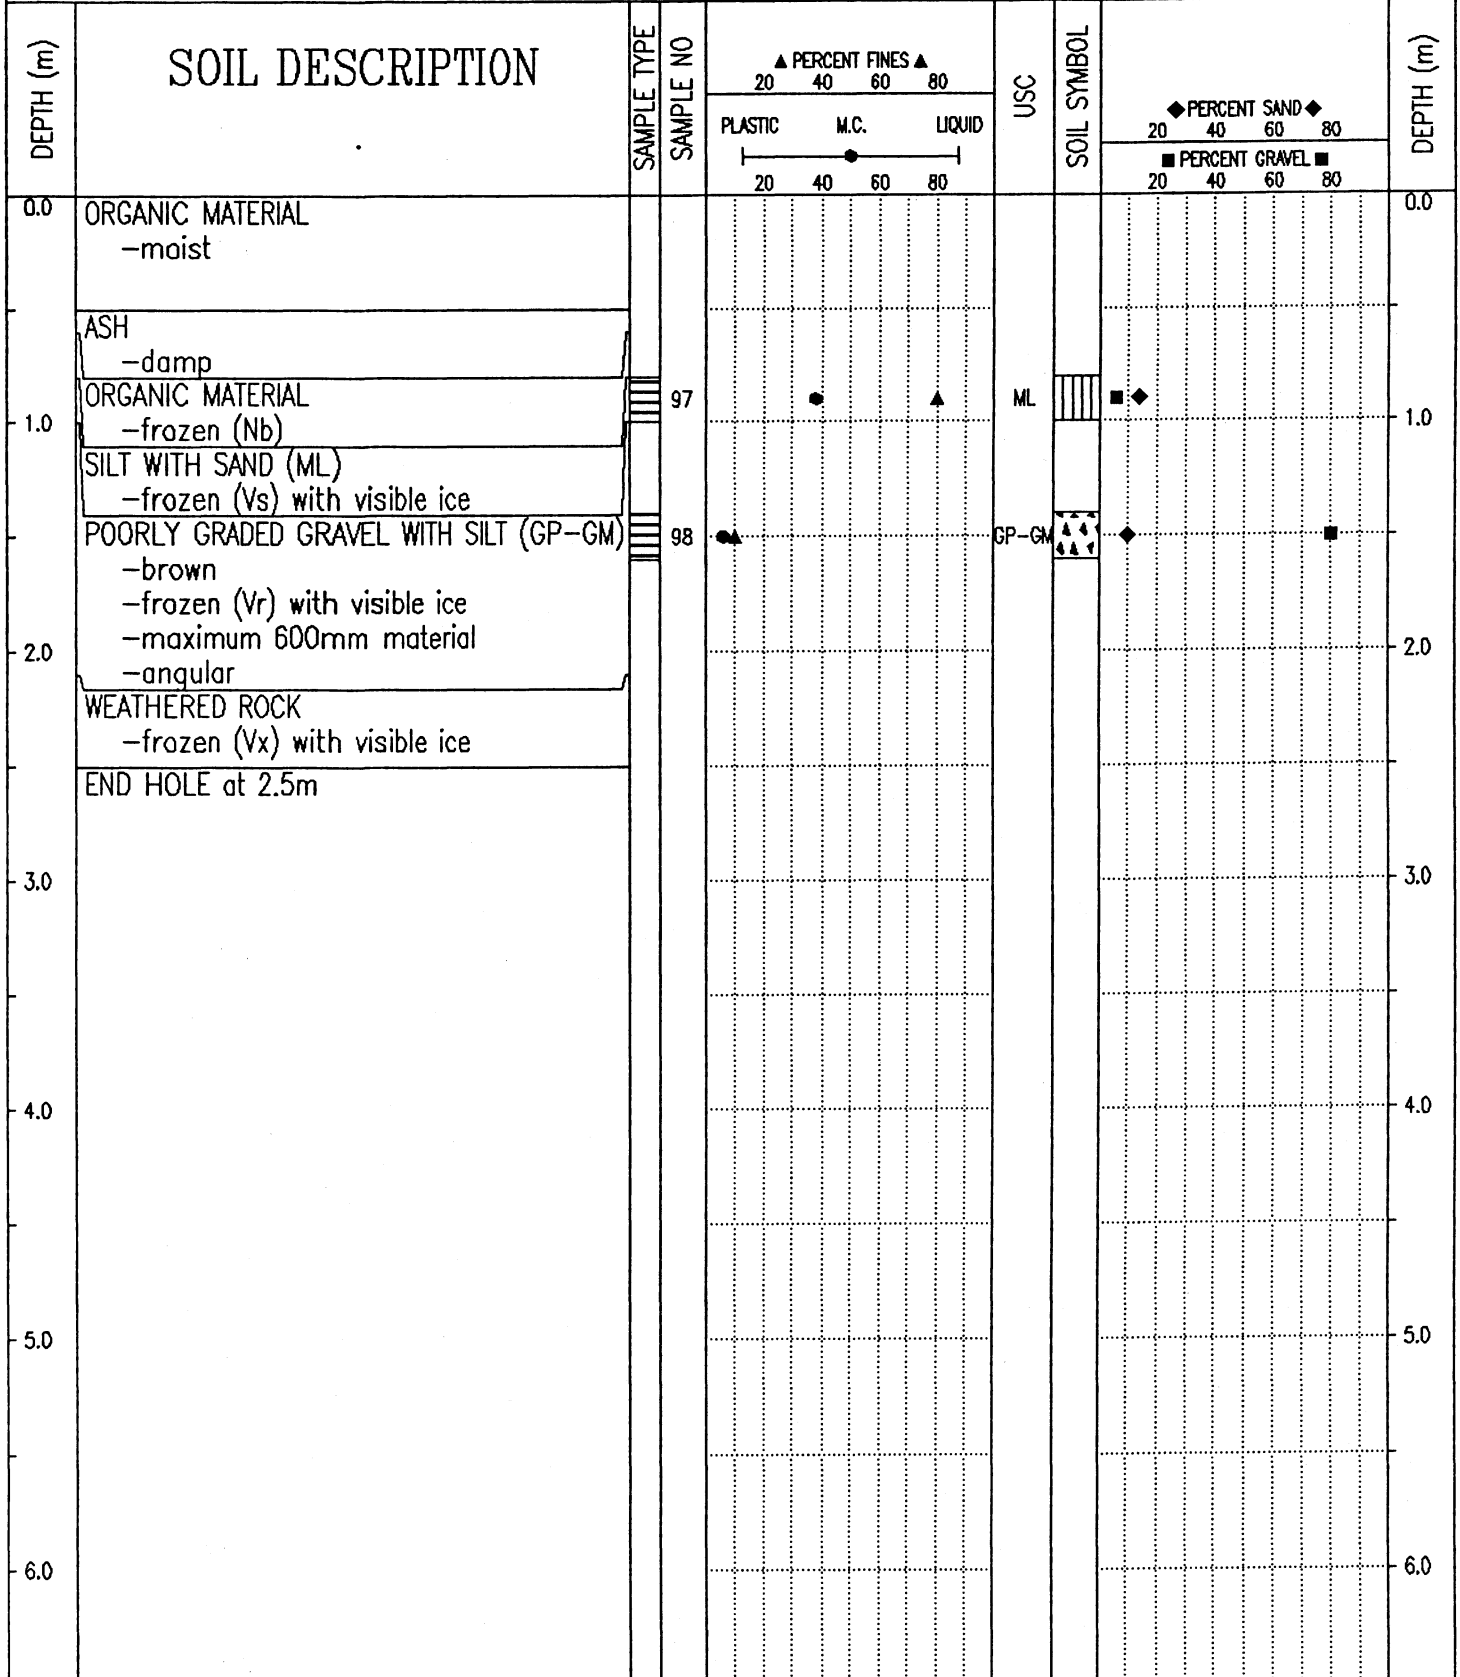 DEPTH (m)
SOIL DESCRIPTION
SAMPLE TYPE
SAMPLE NO
▲ PERCENT FINES ▲
20 40 60 80
PLASTIC M.C. LIQUID
20 40 60 80
USC
SOIL SYMBOL
◆ PERCENT SAND ◆
20 40 60 80
■ PERCENT GRAVEL ■
20 40 60 80
DEPTH (m)
0.0 ORGANIC MATERIAL 0.0
-moist
ASH
-damp
ORGANIC MATERIAL 97 ML
1.0 -frozen (Nb) 1.0
SILT WITH SAND (ML)
-frozen (Vs) with visible ice
POORLY GRADED GRAVEL WITH SILT (GP-GM) 98 GP-GM
-brown
-frozen (Vr) with visible ice
-maximum 600mm material
2.0 2.0
-angular
WEATHERED ROCK
-frozen (Vx) with visible ice
END HOLE at 2.5m
3.0 3.0
4.0 4.0
5.0 5.0
6.0 6.0